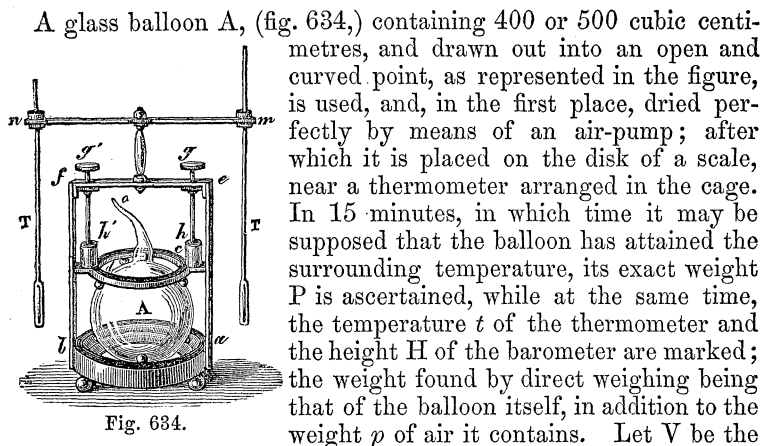 A glass balloon A, (fig. 634,) containing 400 or 500 cubic centi-
metres, and drawn out into an open and
curved point, as represented in the figure,
is used, and, in the first place, dried per-
fectly by means of an air-pump; after
which it is placed on the disk of a scale,
near a thermometer arranged in the cage.
In 15 minutes, in which time it may be
supposed that the balloon has attained the
surrounding temperature, its exact weight
P is ascertained, while at the same time,
the temperature t of the thermometer and
the height H of the barometer are marked;
the weight found by direct weighing being
that of the balloon itself, in addition to the
weight p of air it contains. Let V be the
n
m
g'
g
f
e
a
T
h'
h
T
c
A
l
a
Fig. 634.